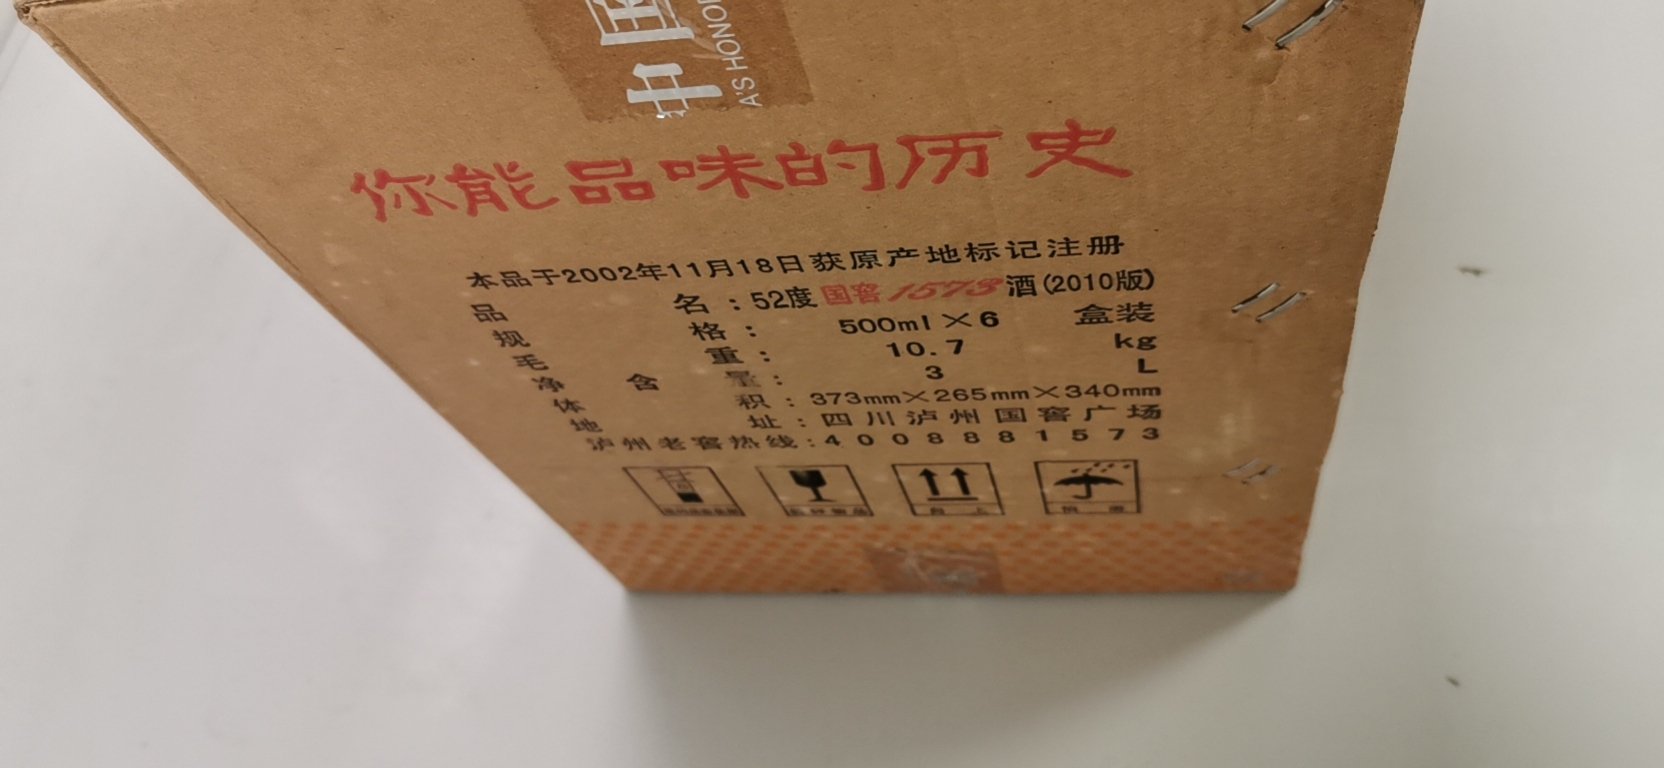 中国
A'S HONO
你能品味的历史
本品于2002年11月18日获原产地标记注册
品名：52度国窖1573酒(2010版)
规格：500ml×6 盒装
毛重：10.7 kg
净含量：3 L
体积：373mm×265mm×340mm
地址：四川泸州国窖广场
泸州老窖热线：4008881573
向上